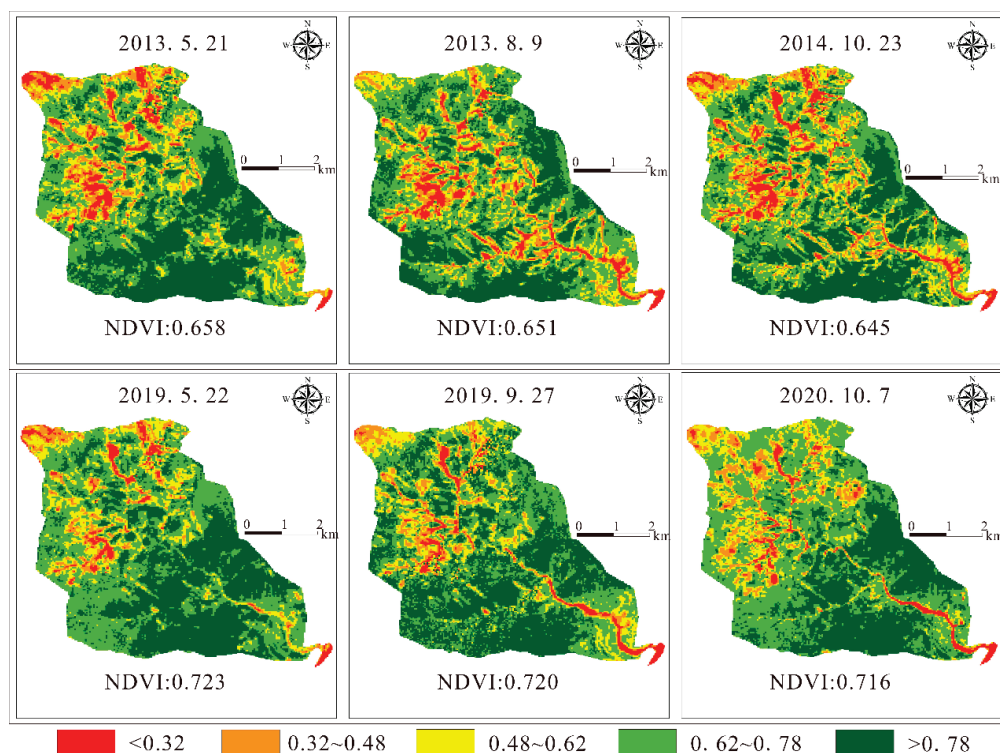 2013. 5. 21
N
W
E
S
0 1 2
km
NDVI:0.658
2013. 8. 9
N
W
E
S
0 1 2
km
NDVI:0.651
2014. 10. 23
N
W
E
S
0 1 2
km
NDVI:0.645
2019. 5. 22
N
W
E
S
0 1 2
km
NDVI:0.723
2019. 9. 27
N
W
E
S
0 1 2
km
NDVI:0.720
2020. 10. 7
N
W
E
S
0 1 2
km
NDVI:0.716
<0.32 0.32~0.48 0.48~0.62 0. 62~0. 78 >0. 78